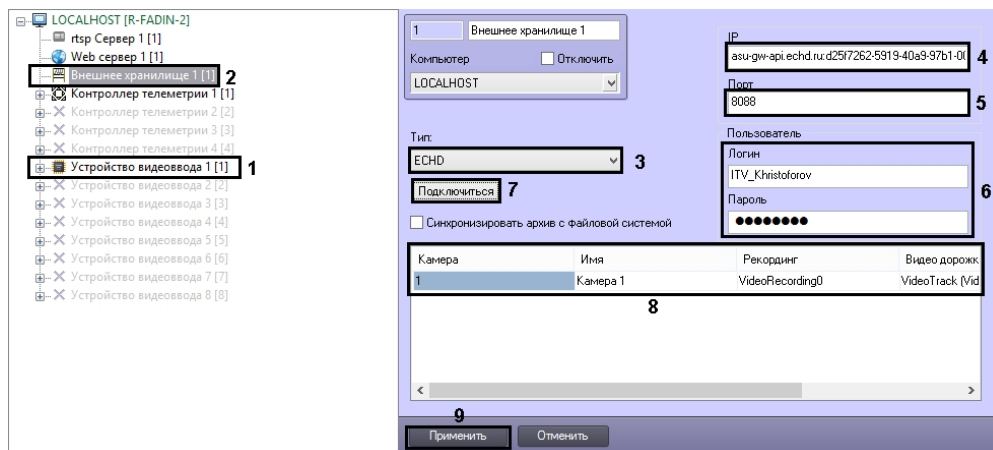 LOCALHOST [R-FADIN-2]
rtsp Сервер 1 [1]
Web сервер 1 [1]
Внешнее хранилище 1 [1] 2
Контроллер телеметрии 1 [1]
Контроллер телеметрии 2 [2]
Контроллер телеметрии 3 [3]
Контроллер телеметрии 4 [4]
Устройство видеоввода 1 [1] 1
Устройство видеоввода 2 [2]
Устройство видеоввода 3 [3]
Устройство видеоввода 4 [4]
Устройство видеоввода 5 [5]
Устройство видеоввода 6 [6]
Устройство видеоввода 7 [7]
Устройство видеоввода 8 [8]
1 Внешнее хранилище 1
Компьютер Отключить
LOCALHOST
IP
asu-gw-api.echd.ru:d25f7262-5919-40a9-97b1-0( 4
Порт
8088 5
Тип:
ECHD 3
Подключиться 7
Синхронизировать архив с файловой системой
Пользователь
Логин
ITV_Khristoforov
6
Пароль
●●●●●●●●
Камера Имя Рекординг Видео дорожк
1 Камера 1 VideoRecording0 VideoTrack (Vid
8
9
Применить Отменить